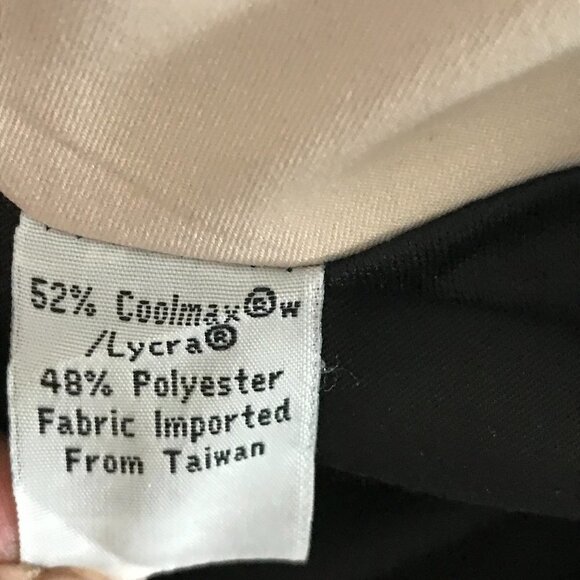 52% Coolmax®w
/Lycra®
48% Polyester
Fabric Imported
From Taiwan